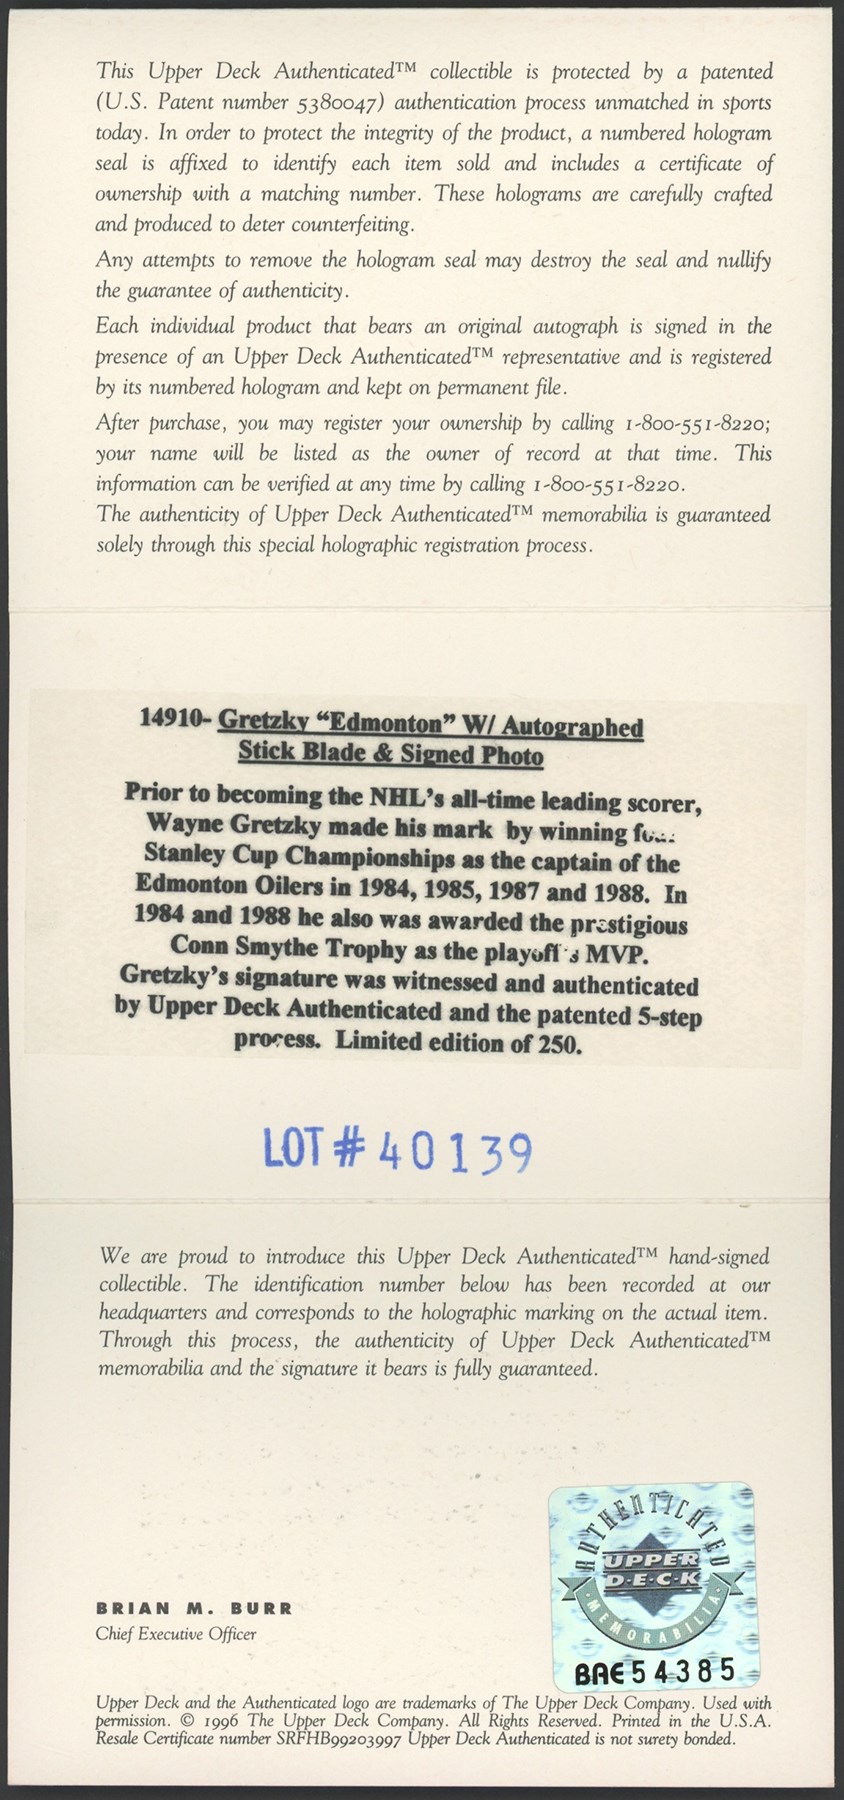 This Upper Deck Authenticated™ collectible is protected by a patented
(U.S. Patent number 5380047) authentication process unmatched in sports
today. In order to protect the integrity of the product, a numbered hologram
seal is affixed to identify each item sold and includes a certificate of
ownership with a matching number. These holograms are carefully crafted
and produced to deter counterfeiting.
Any attempts to remove the hologram seal may destroy the seal and nullify
the guarantee of authenticity.
Each individual product that bears an original autograph is signed in the
presence of an Upper Deck Authenticated™ representative and is registered
by its numbered hologram and kept on permanent file.
After purchase, you may register your ownership by calling 1-800-551-8220;
your name will be listed as the owner of record at that time. This
information can be verified at any time by calling 1-800-551-8220.
The authenticity of Upper Deck Authenticated™ memorabilia is guaranteed
solely through this special holographic registration process.
14910- Gretzky “Edmonton” W/ Autographed
Stick Blade & Signed Photo
Prior to becoming the NHL’s all-time leading scorer,
Wayne Gretzky made his mark by winning four
Stanley Cup Championships as the captain of the
Edmonton Oilers in 1984, 1985, 1987 and 1988. In
1984 and 1988 he also was awarded the prestigious
Conn Smythe Trophy as the playoff's MVP.
Gretzky’s signature was witnessed and authenticated
by Upper Deck Authenticated and the patented 5-step
process. Limited edition of 250.
LOT # 40139
We are proud to introduce this Upper Deck Authenticated™ hand-signed
collectible. The identification number below has been recorded at our
headquarters and corresponds to the holographic marking on the actual item.
Through this process, the authenticity of Upper Deck Authenticated™
memorabilia and the signature it bears is fully guaranteed.
AUTHENTICATED
UPPER
D·E·C·K
·MEMORABILIA·
BAE54385
BRIAN M. BURR
Chief Executive Officer
Upper Deck and the Authenticated logo are trademarks of The Upper Deck Company. Used with
permission. © 1996 The Upper Deck Company. All Rights Reserved. Printed in the U.S.A.
Resale Certificate number SRFHB99203997 Upper Deck Authenticated is not surety bonded.